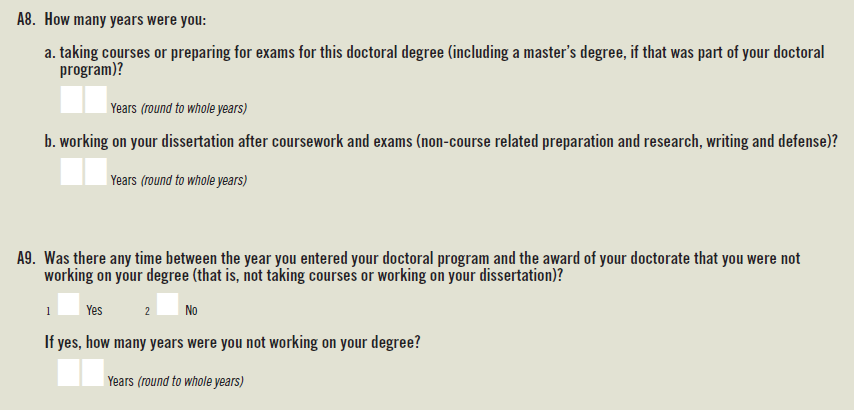 A8. How many years were you:
a. taking courses or preparing for exams for this doctoral degree (including a master's degree, if that was part of your doctoral
program)?
Years (round to whole years)
b. working on your dissertation after coursework and exams (non-course related preparation and research, writing and defense)?
Years (round to whole years)
A9. Was there any time between the year you entered your doctoral program and the award of your doctorate that you were not
working on your degree (that is, not taking courses or working on your dissertation)?
1 Yes 2 No
If yes, how many years were you not working on your degree?
Years (round to whole years)